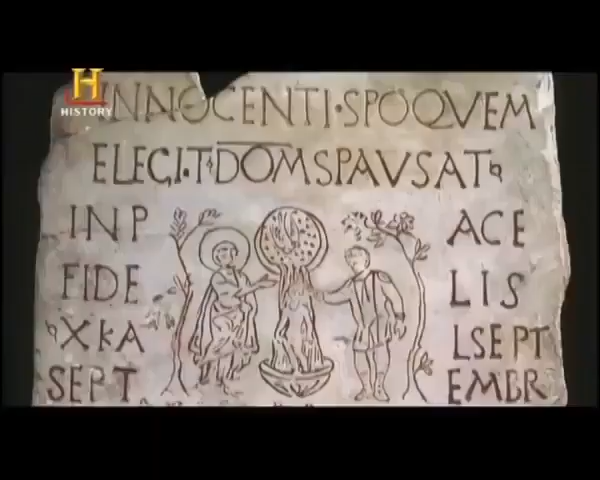 H
HISTORY
INNOCENTI·SPOQVEM
ELEGIT·DOMSPAVSAT
INP ACE
FIDE LIS
XKA LSEPT
SEPT EMBR